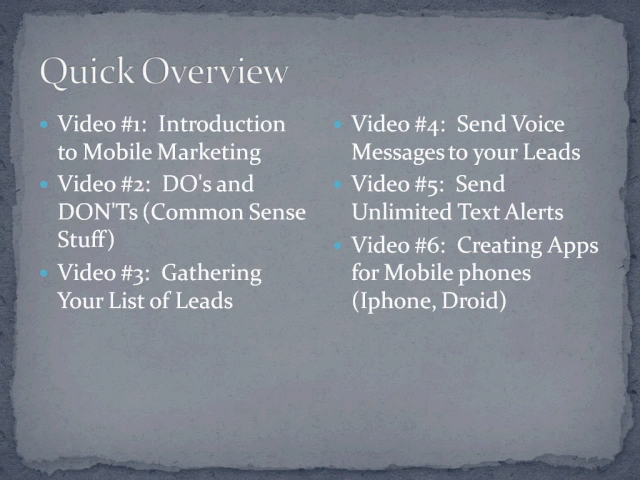 Quick Overview
Video #1:  Introduction
to Mobile Marketing
Video #2:  DO's and
DON'Ts (Common Sense
Stuff)
Video #3:  Gathering
Your List of Leads
Video #4:  Send Voice
Messages to your Leads
Video #5:  Send
Unlimited Text Alerts
Video #6:  Creating Apps
for Mobile phones
(Iphone, Droid)